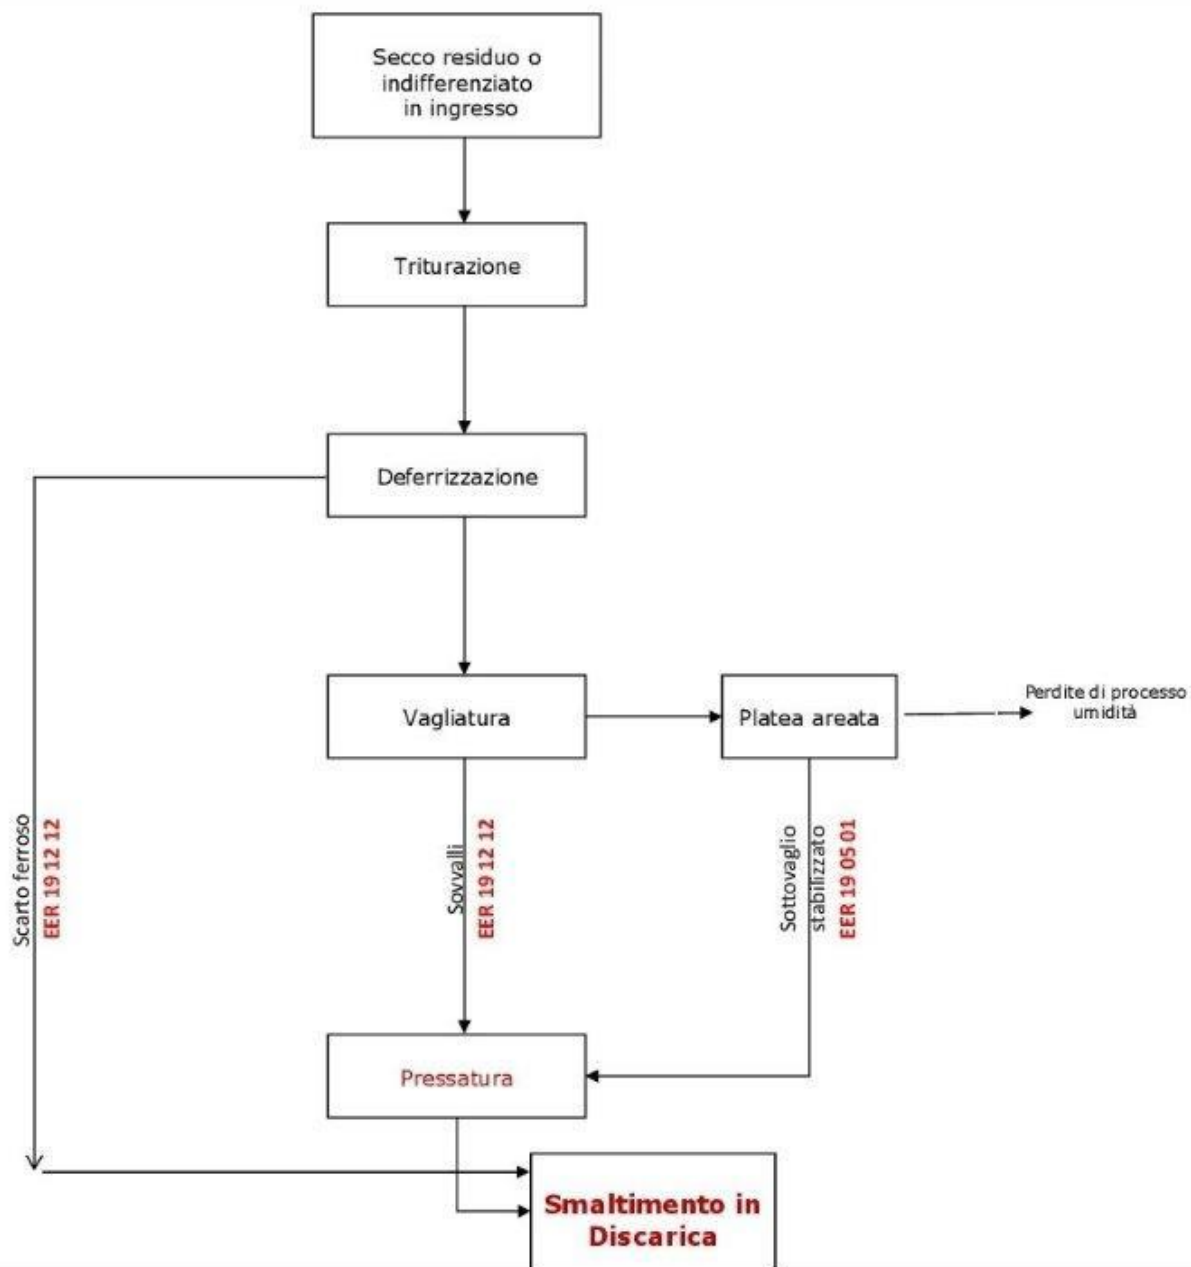 Secco residuo o
indifferenziato
in ingresso
Triturazione
Deferrizzazione
Vagliatura
Platea areata
Perdite di processo
umidità
Scarto ferroso
EER 19 12 12
Sovvalli
EER 19 12 12
Sottovaglio
stabilizzato
EER 19 05 01
Pressatura
Smaltimento in
Discarica